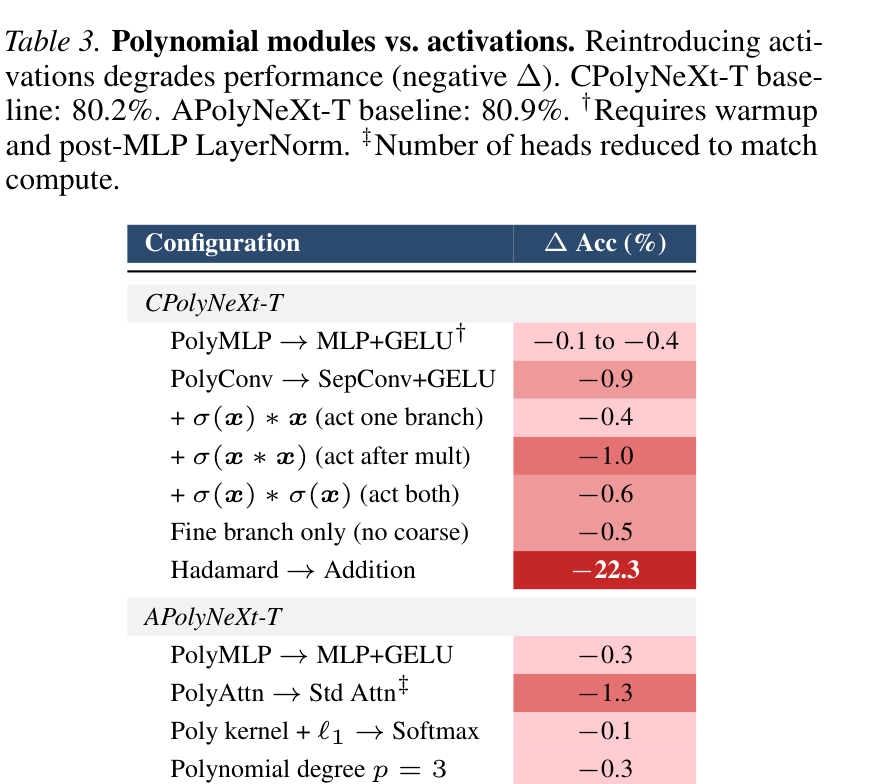 Table 3. Polynomial modules vs. activations. Reintroducing acti-
vations degrades performance (negative Δ). CPolyNeXt-T base-
line: 80.2%. APolyNeXt-T baseline: 80.9%. †Requires warmup
and post-MLP LayerNorm. ‡Number of heads reduced to match
compute.
Configuration Δ Acc (%)
CPolyNeXt-T
PolyMLP → MLP+GELU† −0.1 to −0.4
PolyConv → SepConv+GELU −0.9
+ σ(x) ∗ x (act one branch) −0.4
+ σ(x ∗ x) (act after mult) −1.0
+ σ(x) ∗ σ(x) (act both) −0.6
Fine branch only (no coarse) −0.5
Hadamard → Addition −22.3
APolyNeXt-T
PolyMLP → MLP+GELU −0.3
PolyAttn → Std Attn‡ −1.3
Poly kernel + ℓ1 → Softmax −0.1
Polynomial degree p = 3 −0.3